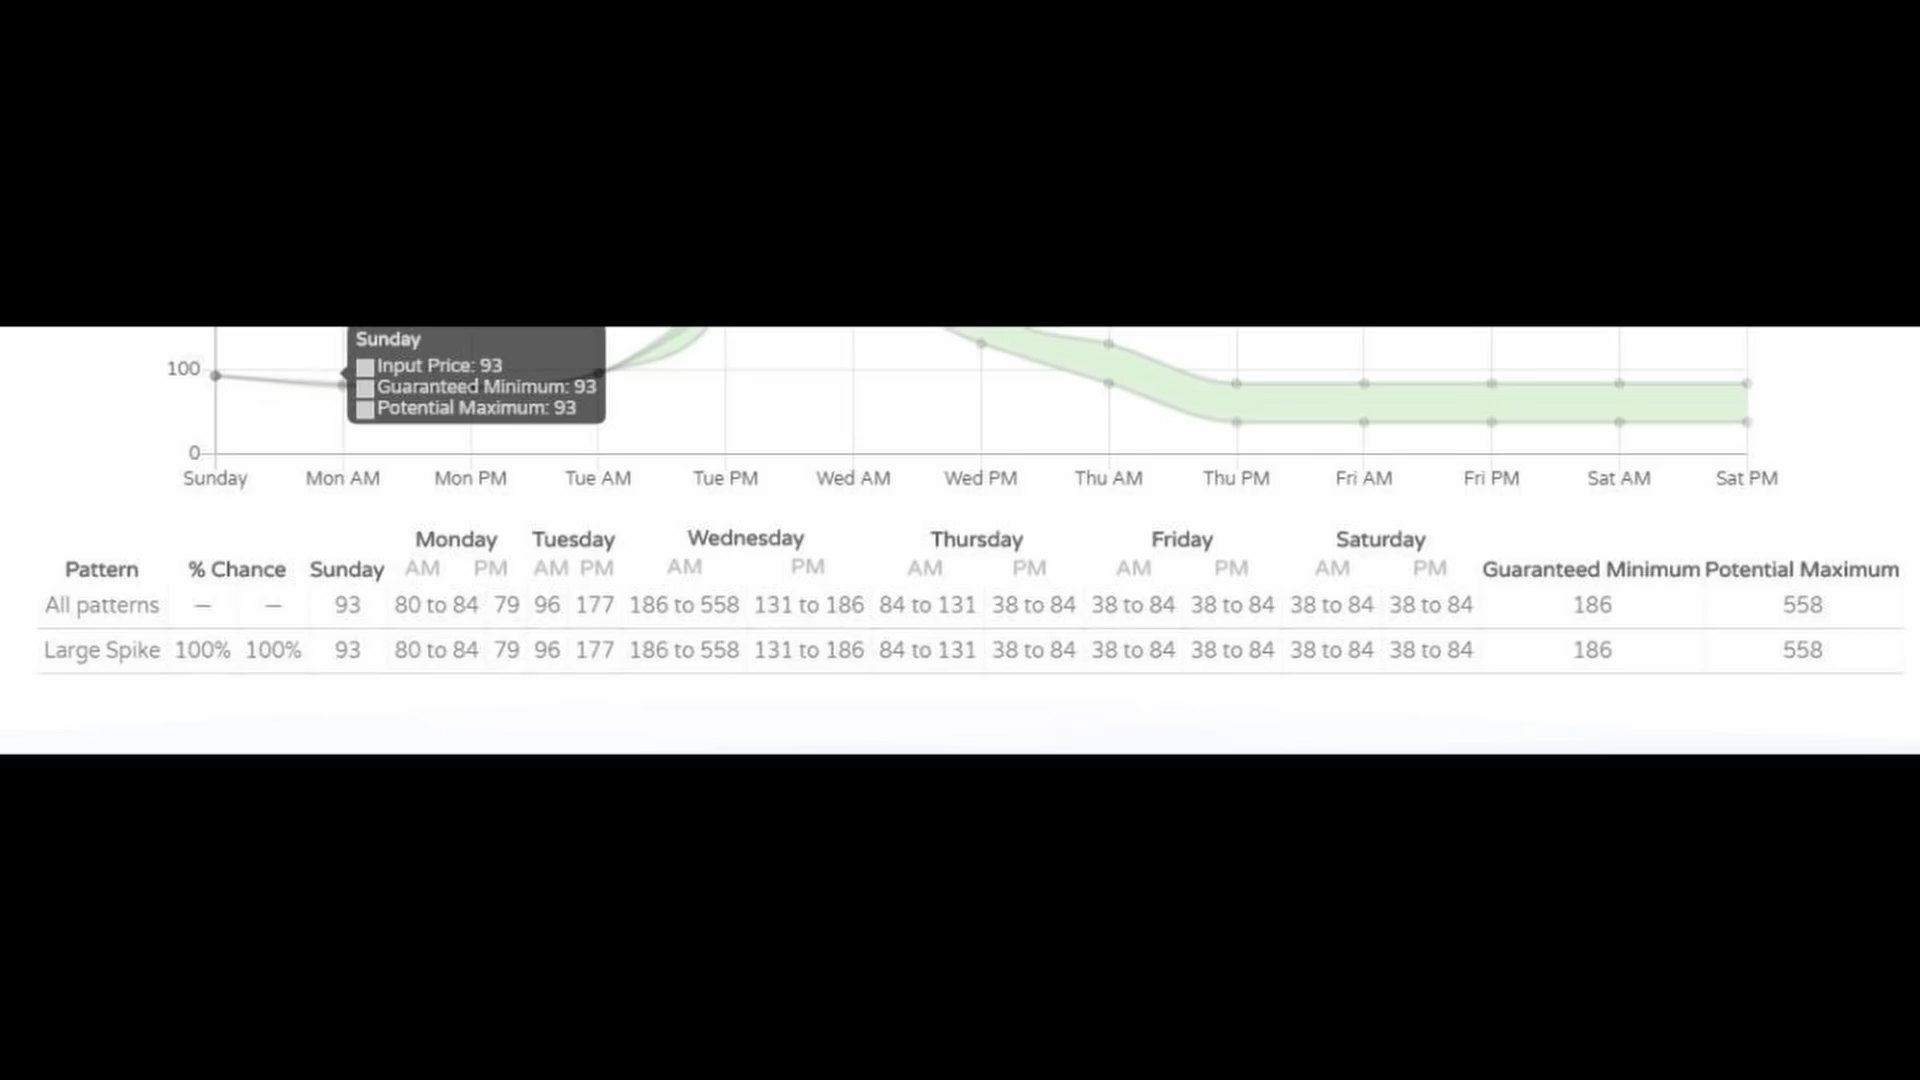 Sunday
Input Price: 93
Guaranteed Minimum: 93
Potential Maximum: 93
100
0
Sunday Mon AM Mon PM Tue AM Tue PM Wed AM Wed PM Thu AM Thu PM Fri AM Fri PM Sat AM Sat PM
Monday Tuesday Wednesday Thursday Friday Saturday
Pattern % Chance Sunday AM PM AM PM AM PM AM PM AM PM AM PM Guaranteed Minimum Potential Maximum
All patterns — — 93 80 to 84 79 96 177 186 to 558 131 to 186 84 to 131 38 to 84 38 to 84 38 to 84 38 to 84 38 to 84 186 558
Large Spike 100% 100% 93 80 to 84 79 96 177 186 to 558 131 to 186 84 to 131 38 to 84 38 to 84 38 to 84 38 to 84 38 to 84 186 558